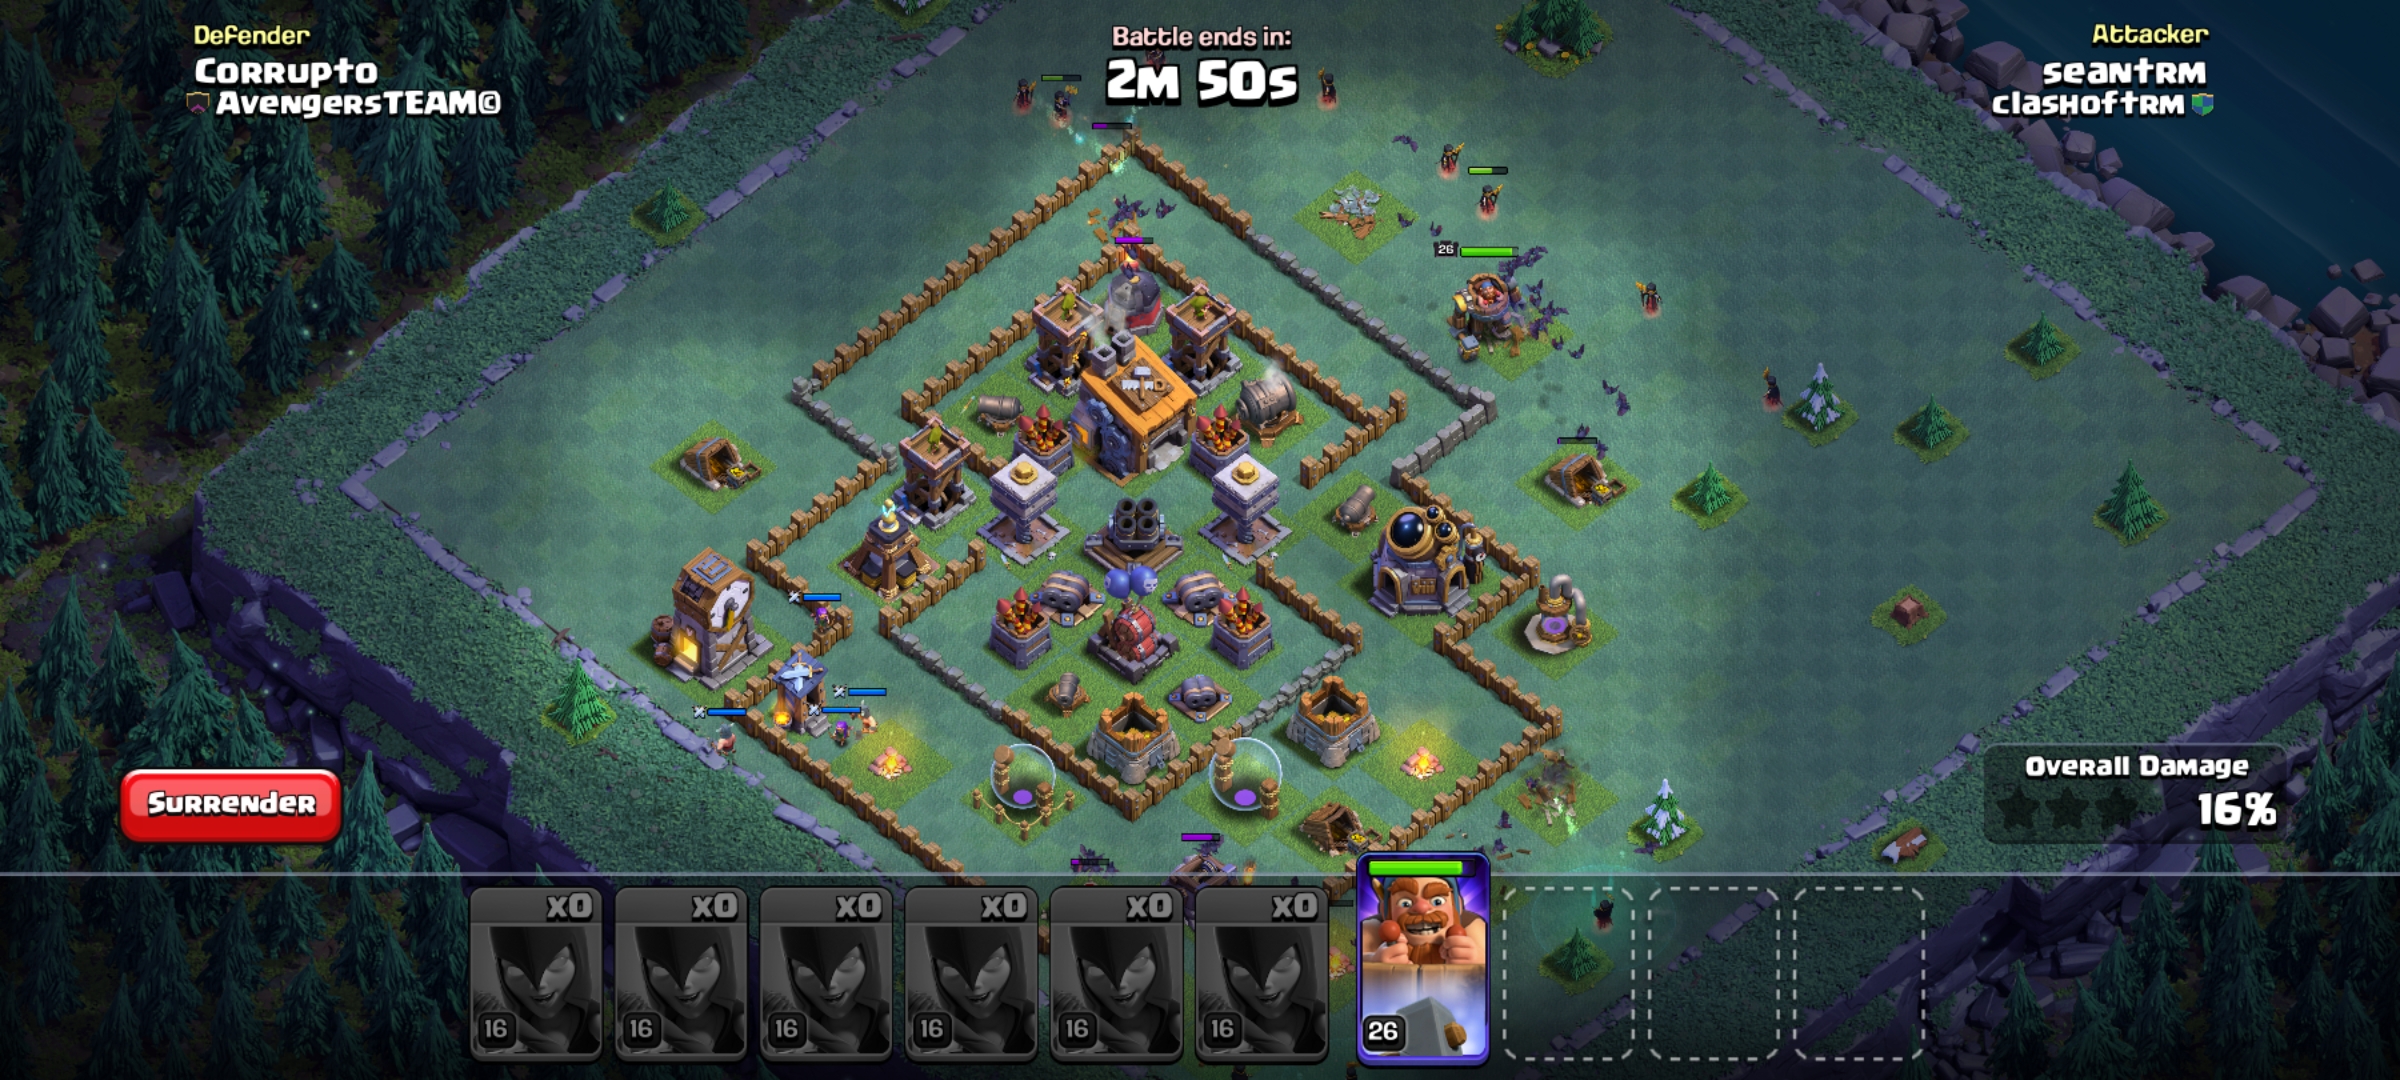 Defender
Corrupto
AvengersTEAM©
Battle ends in:
2M 50s
Attacker
seantRM
clashoftRM
26
Surrender
Overall Damage
16%
x0
x0
x0
x0
x0
x0
16
16
16
16
16
16
26